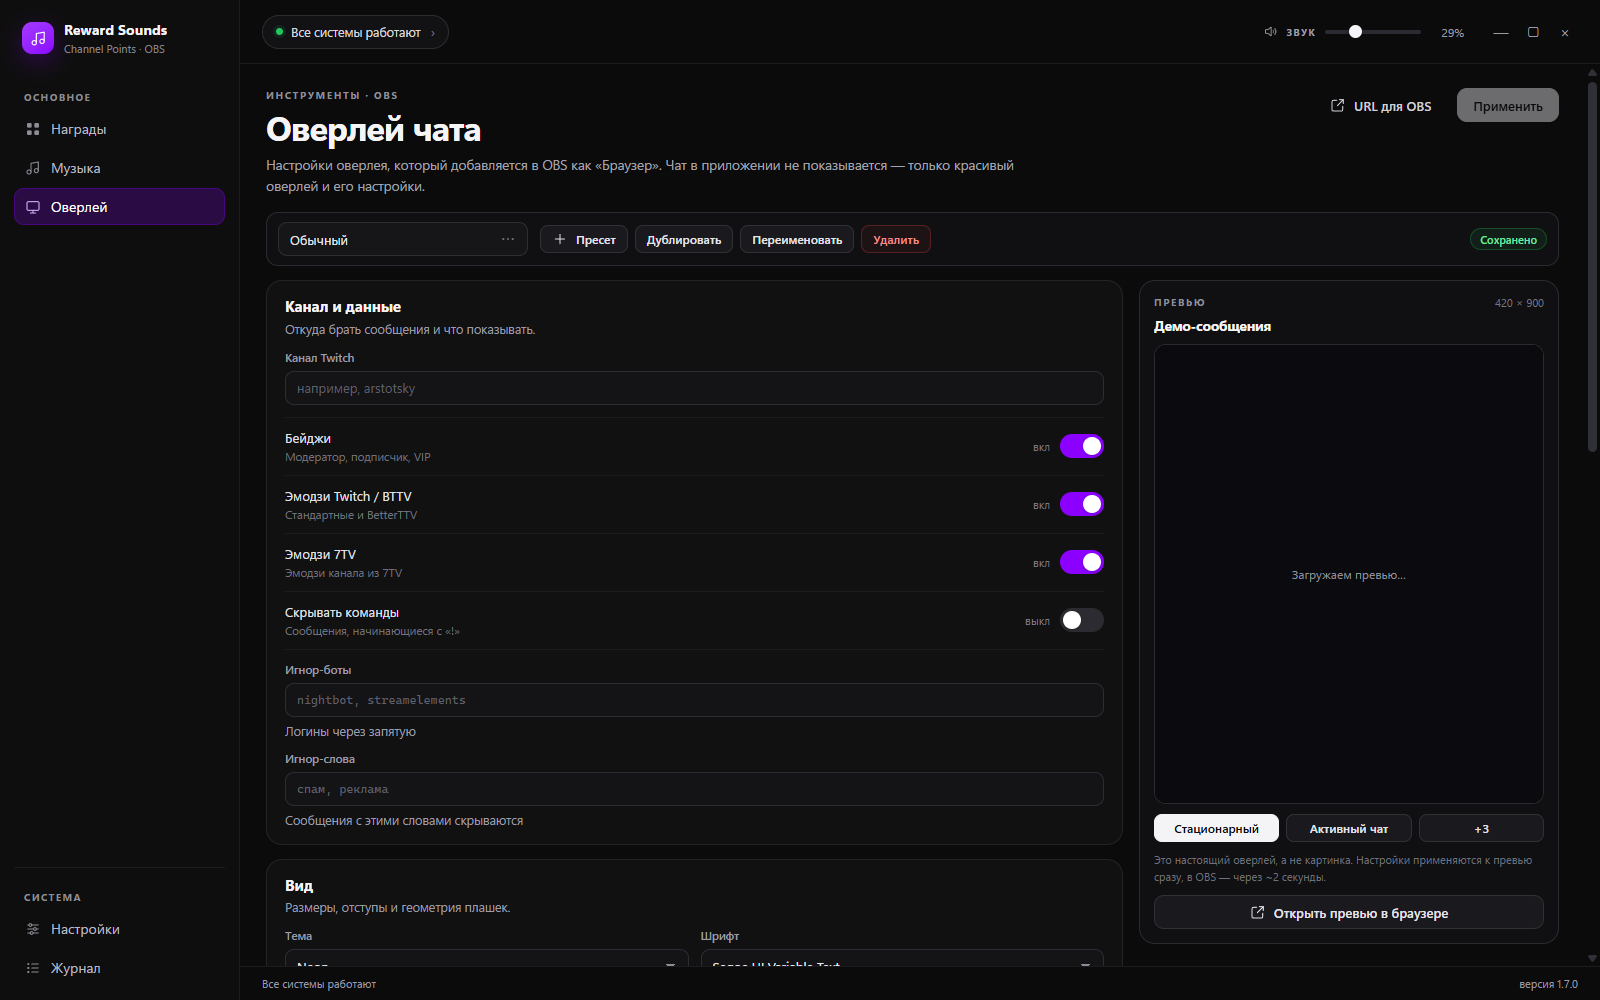 Reward Sounds
Channel Points · OBS
ОСНОВНОЕ
Награды
Музыка
Оверлей
СИСТЕМА
Настройки
Журнал
Все системы работают ›
ЗВУК
29%
ИНСТРУМЕНТЫ · OBS
Оверлей чата
Настройки оверлея, который добавляется в OBS как «Браузер». Чат в приложении не показывается — только красивый
оверлей и его настройки.
URL для OBS
Применить
Обычный
Пресет
Дублировать
Переименовать
Удалить
Сохранено
Канал и данные
Откуда брать сообщения и что показывать.
Канал Twitch
например, arstotsky
Бейджи
Модератор, подписчик, VIP
вкл
Эмодзи Twitch / BTTV
Стандартные и BetterTTV
вкл
Эмодзи 7TV
Эмодзи канала из 7TV
вкл
Скрывать команды
Сообщения, начинающиеся с «!»
выкл
Игнор-боты
nightbot, streamelements
Логины через запятую
Игнор-слова
спам, реклама
Сообщения с этими словами скрываются
Вид
Размеры, отступы и геометрия плашек.
Тема
Шрифт
Neon
Segoe UI Variable Text
ПРЕВЬЮ
420 × 900
Демо-сообщения
Загружаем превью...
Стационарный
Активный чат
+3
Это настоящий оверлей, а не картинка. Настройки применяются к превью
сразу, в OBS — через ~2 секунды.
Открыть превью в браузере
Все системы работают
версия 1.7.0